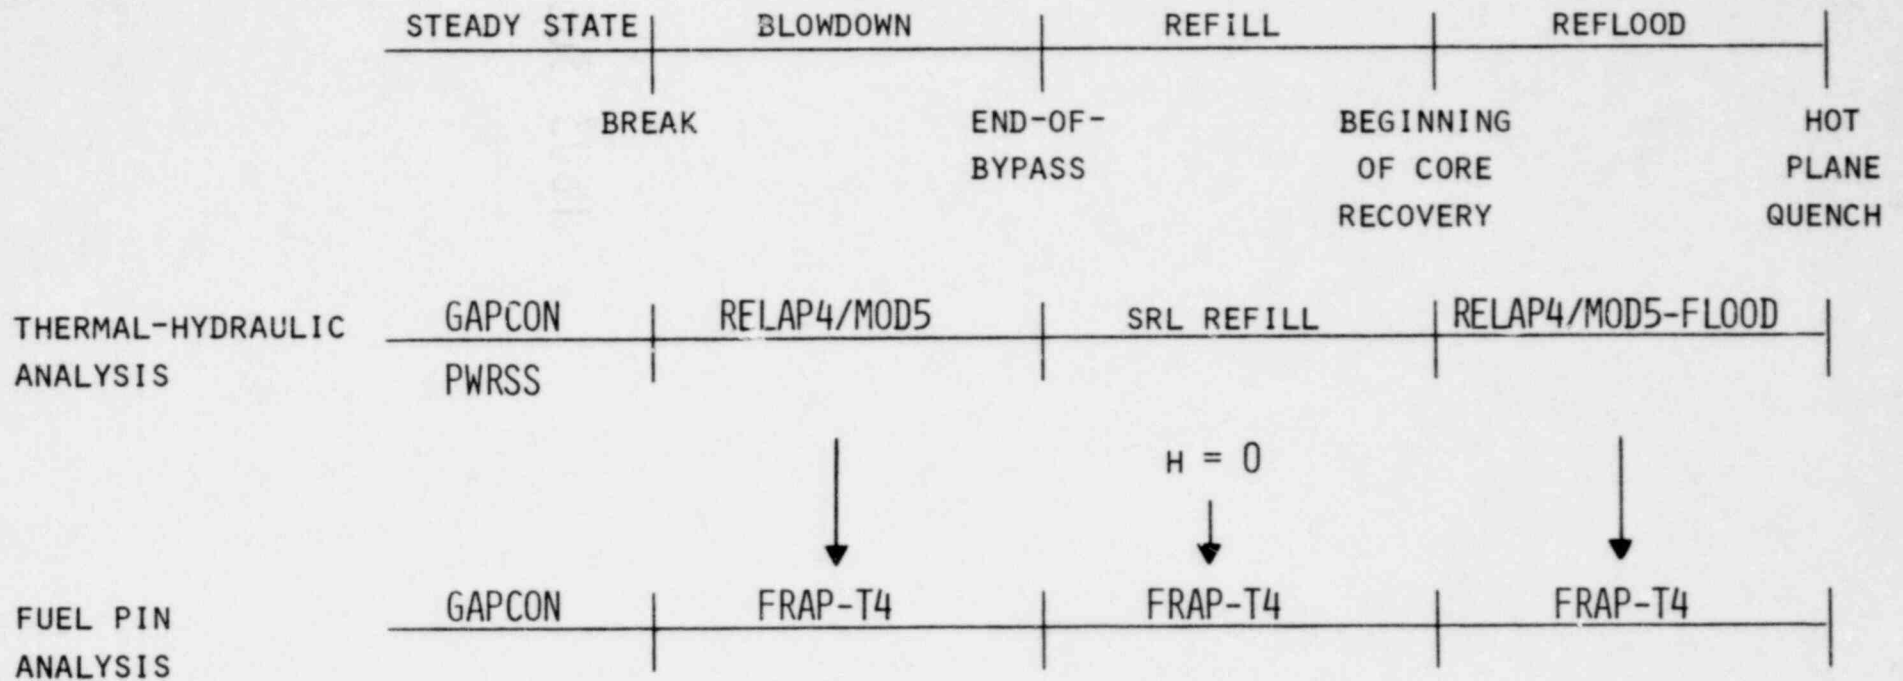 STEADY STATE BLOWDOWN REFILL REFLOOD
BREAK END-OF- BEGINNING HOT
BYPASS OF CORE PLANE
RECOVERY QUENCH
THERMAL-HYDRAULIC GAPCON RELAP4/MOD5 SRL REFILL RELAP4/MOD5-FLOOD
ANALYSIS PWRSS
H = 0
FUEL PIN GAPCON FRAP-T4 FRAP-T4 FRAP-T4
ANALYSIS